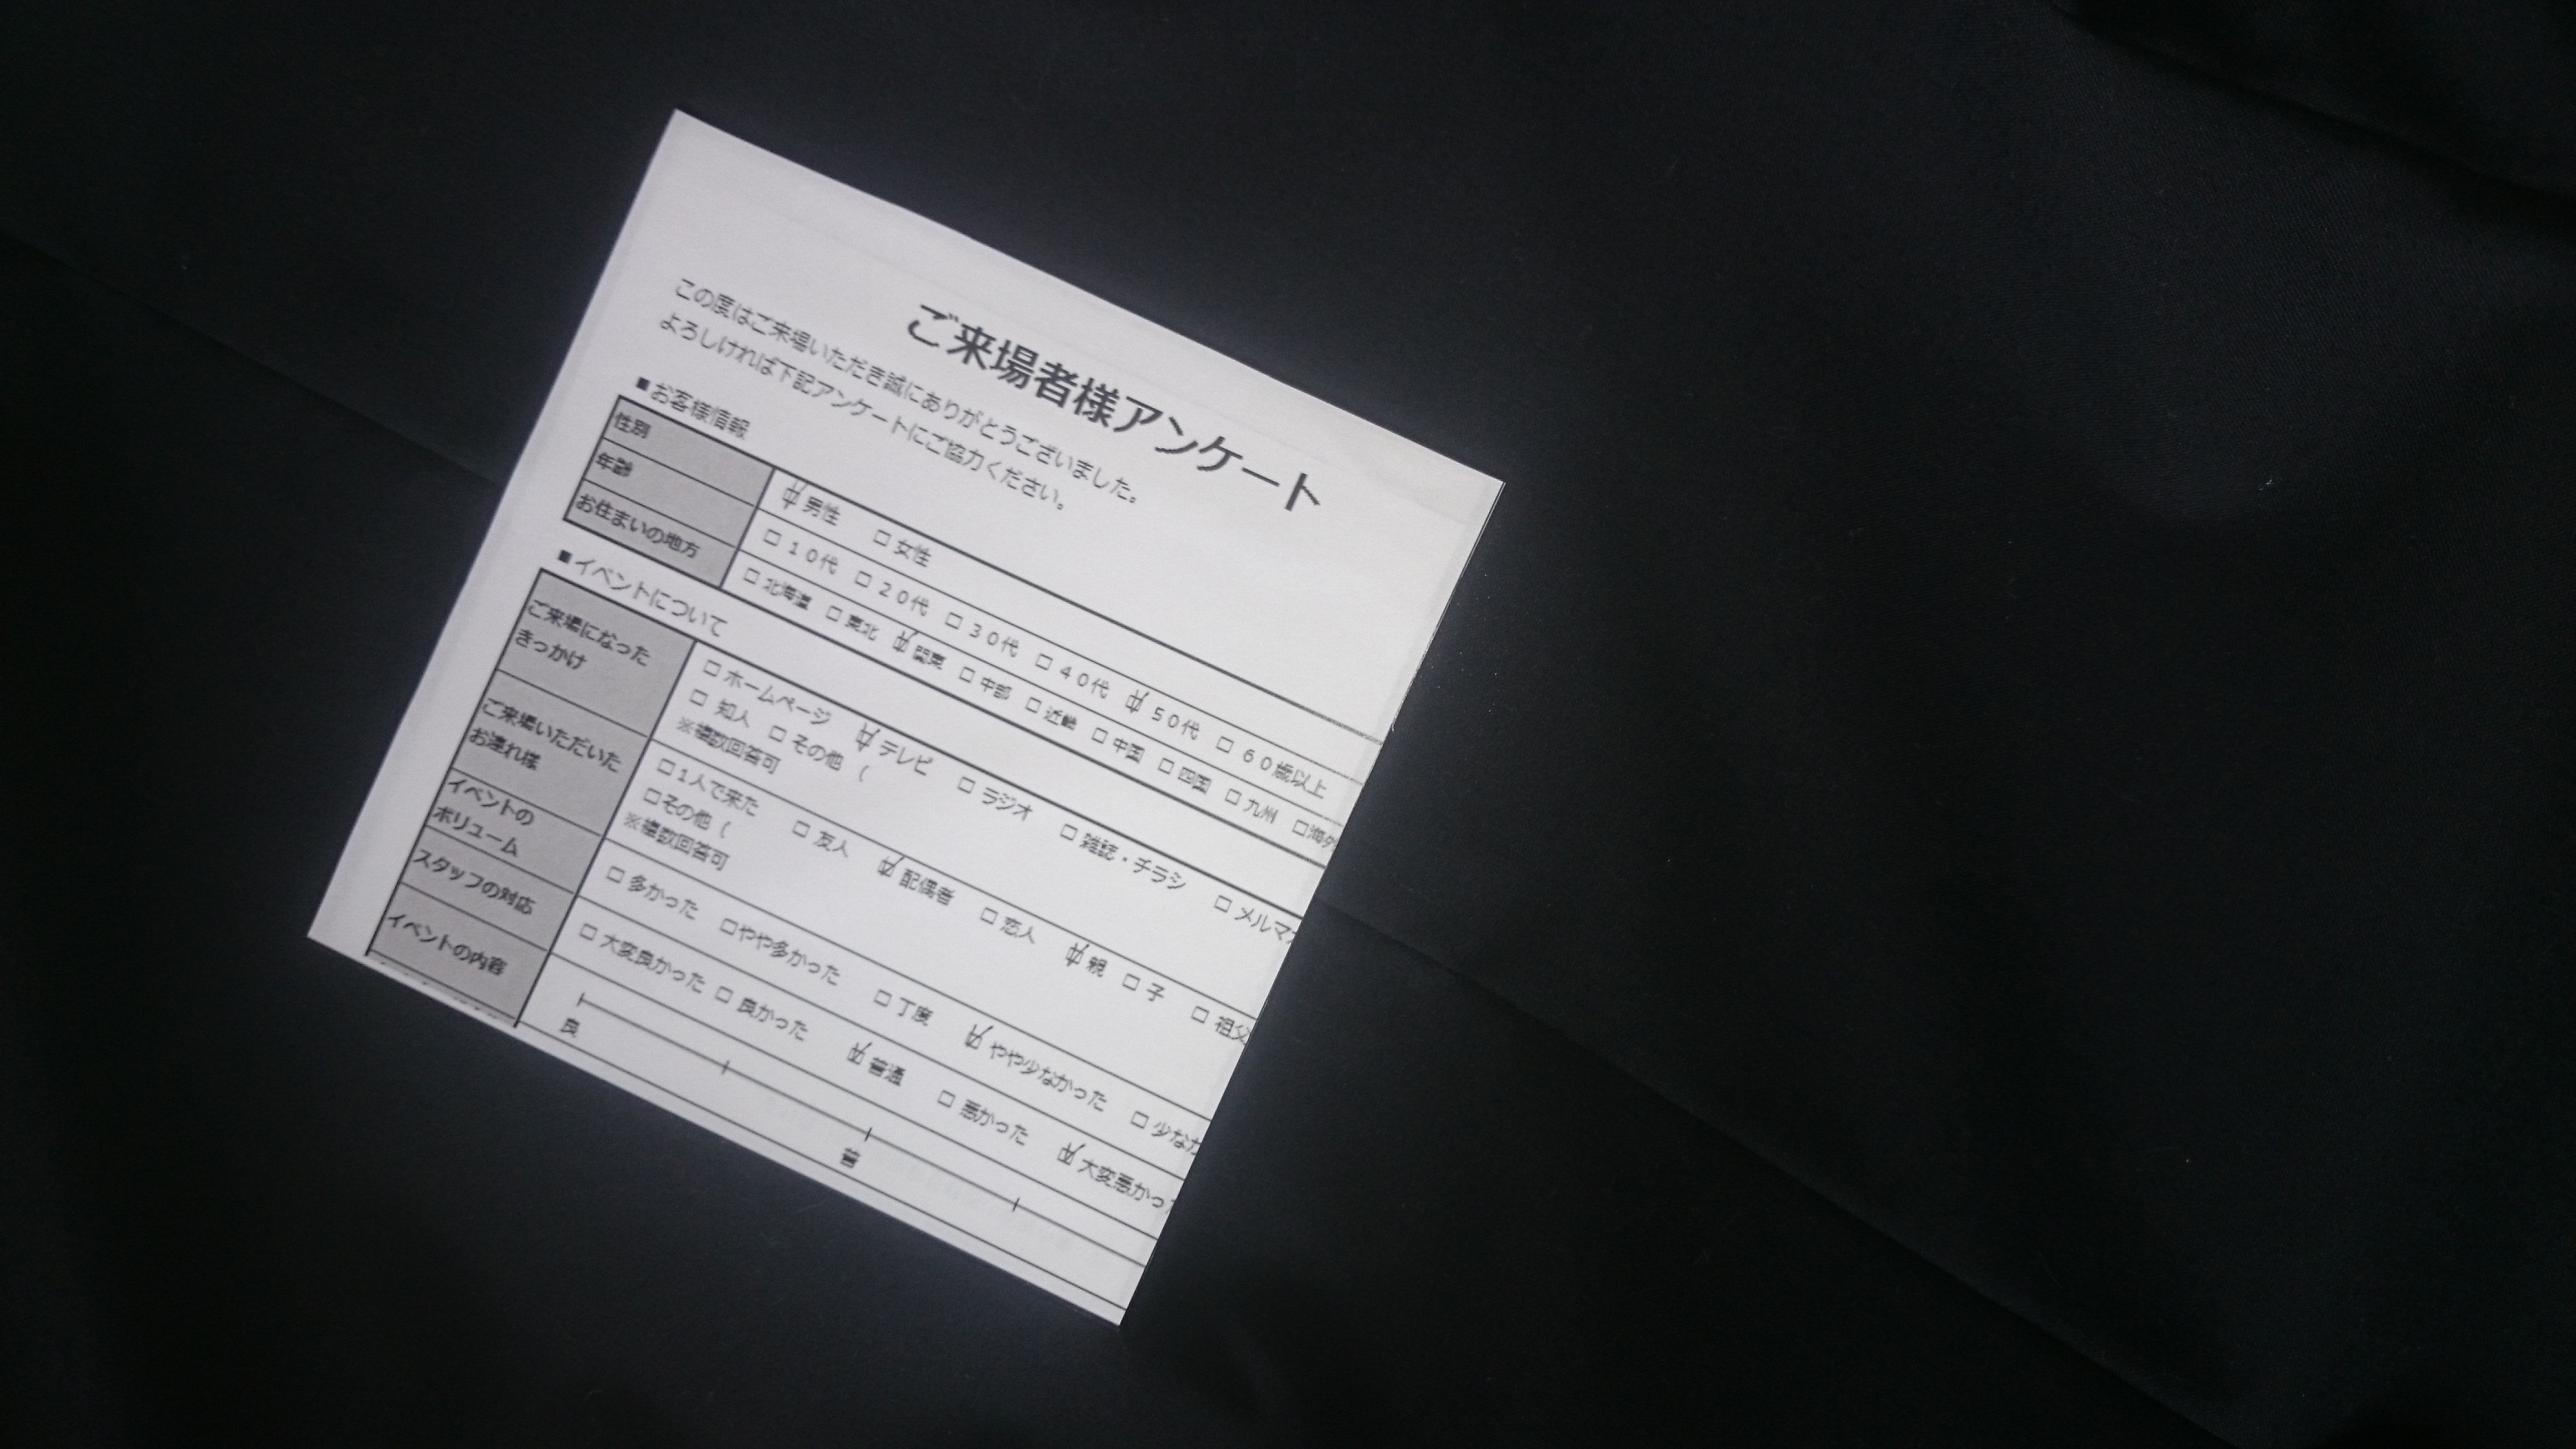 ご来場者様アンケート
この度はご来場いただき誠にありがとうございました。
よろしければ下記アンケートにご協力ください。
■お客様情報
性別 ☑男性 □女性
年齢 □10代 □20代 □30代 □40代 ☑50代 □60歳以上
お住まいの地方 □北海道 □東北 ☑関東 □中部 □近畿 □中国 □四国 □九州 □海外
■イベントについて
ご来場になった
きっかけ
□ホームページ ☑テレビ □ラジオ □雑誌・チラシ □メルマ
□知人 □その他（
※複数回答可
ご来場いただいた
お連れ様
□1人で来た □友人 ☑配偶者 □恋人 ☑親 □子 □祖父
□その他（
※複数回答可
イベントの
ボリューム
□多かった □やや多かった □丁度 ☑やや少なかった □少なか
スタッフの対応 □大変良かった □良かった ☑普通 □悪かった ☑大変悪かっ
イベントの内容
良 普